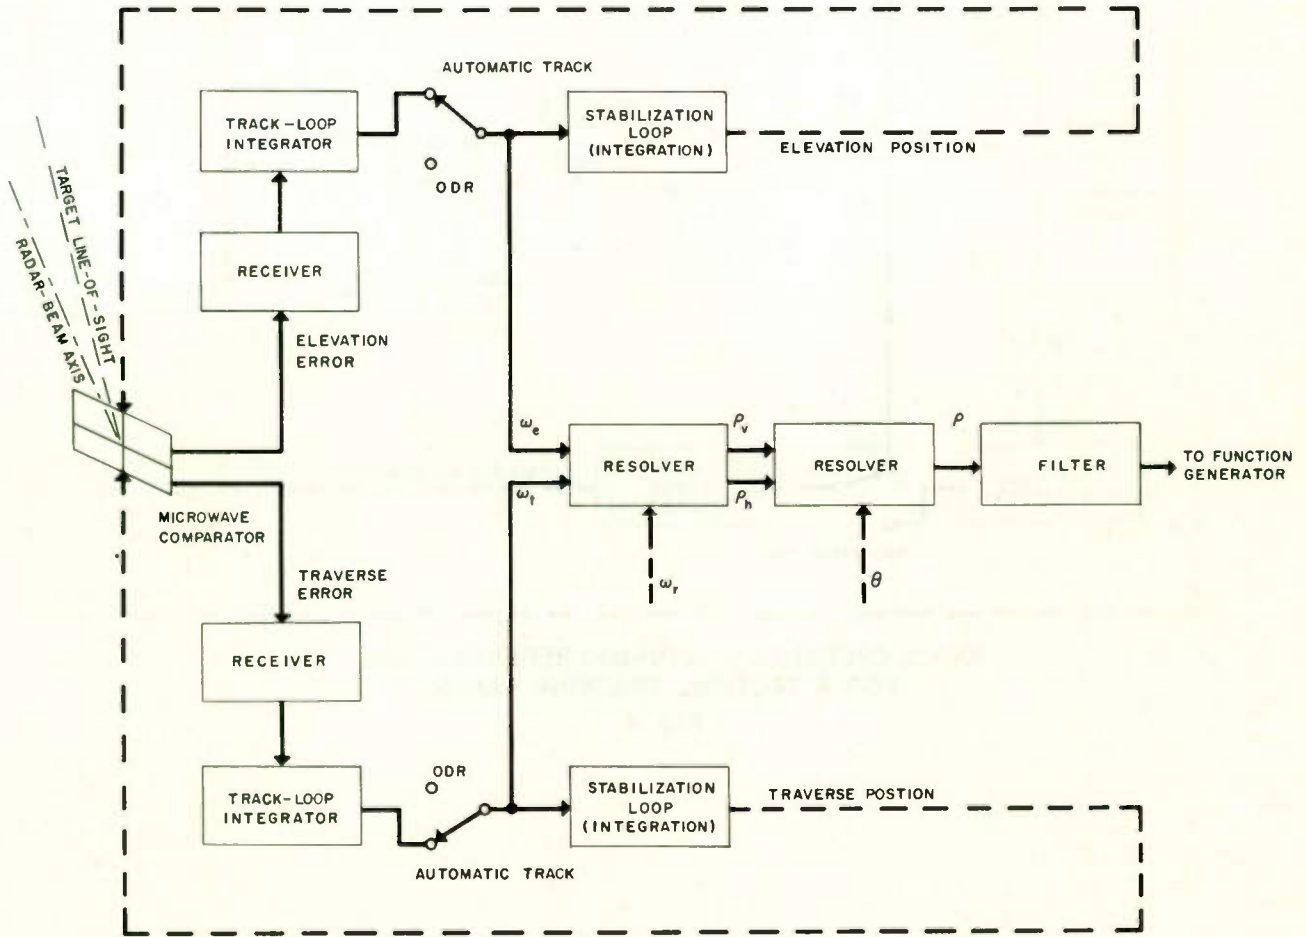 AUTOMATIC TRACK
TRACK-LOOP
INTEGRATOR
STABILIZATION
LOOP
(INTEGRATION)
ELEVATION POSITION
ODR
TARGET LINE-OF-SIGHT
RADAR-BEAM AXIS
RECEIVER
ELEVATION
ERROR
ωe
ρv
ρ
RESOLVER
RESOLVER
FILTER
TO FUNCTION
GENERATOR
ωt
ρh
MICROWAVE
COMPARATOR
ωr
θ
TRAVERSE
ERROR
RECEIVER
ODR
TRACK-LOOP
INTEGRATOR
STABILIZATION
LOOP
(INTEGRATION)
TRAVERSE POSTION
AUTOMATIC TRACK